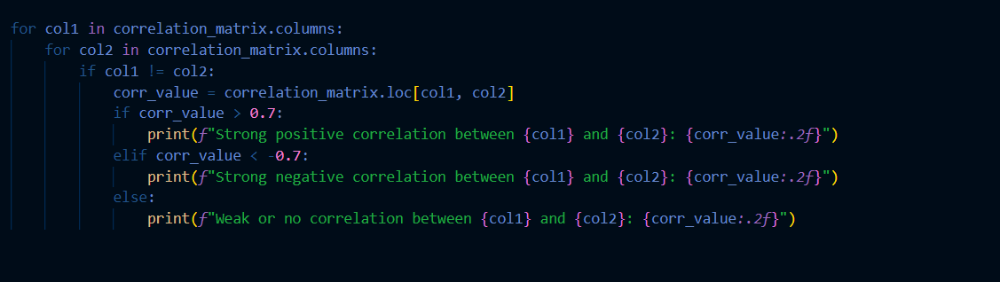 for col1 in correlation_matrix.columns:
    for col2 in correlation_matrix.columns:
        if col1 != col2:
            corr_value = correlation_matrix.loc[col1, col2]
            if corr_value > 0.7:
                print(f"Strong positive correlation between {col1} and {col2}: {corr_value:.2f}")
            elif corr_value < -0.7:
                print(f"Strong negative correlation between {col1} and {col2}: {corr_value:.2f}")
            else:
                print(f"Weak or no correlation between {col1} and {col2}: {corr_value:.2f}")